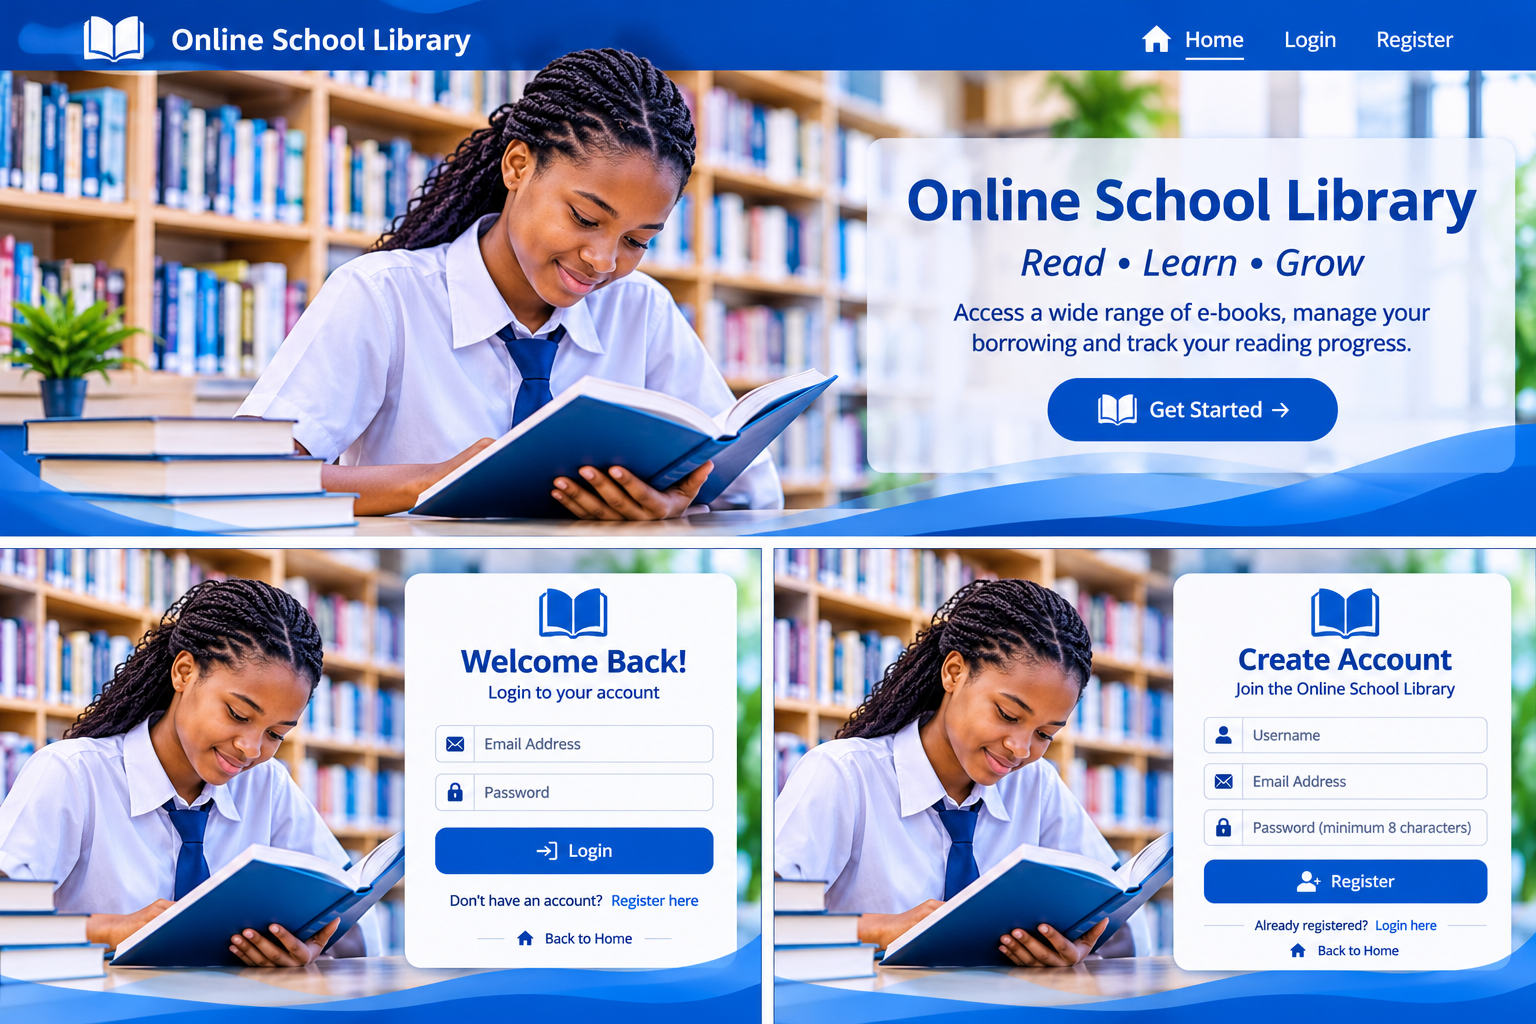 Online School Library
Home
Login
Register
Online School Library
Read • Learn • Grow
Access a wide range of e-books, manage your
borrowing and track your reading progress.
Get Started →
Welcome Back!
Login to your account
Email Address
Password
Login
Don't have an account? Register here
Back to Home
Create Account
Join the Online School Library
Username
Email Address
Password (minimum 8 characters)
Register
Already registered? Login here
Back to Home